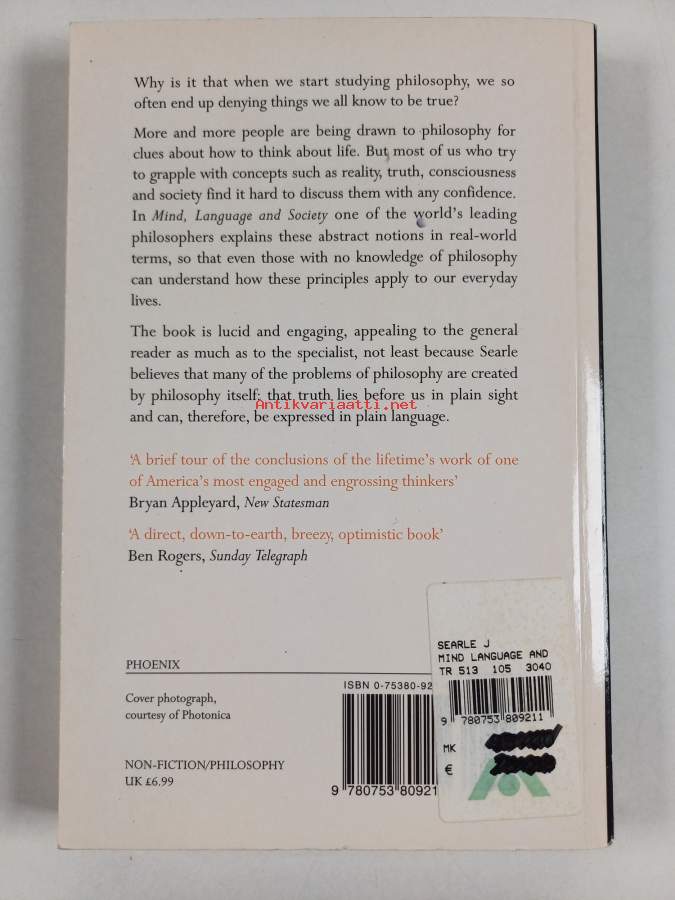 Why is it that when we start studying philosophy, we so
often end up denying things we all know to be true?
More and more people are being drawn to philosophy for
clues about how to think about life. But most of us who try
to grapple with concepts such as reality, truth, consciousness
and society find it hard to discuss them with any confidence.
In Mind, Language and Society one of the world's leading
philosophers explains these abstract notions in real-world
terms, so that even those with no knowledge of philosophy
can understand how these principles apply to our everyday
lives.
The book is lucid and engaging, appealing to the general
reader as much as to the specialist, not least because Searle
believes that many of the problems of philosophy are created
by philosophy itself; that truth lies before us in plain sight
Antikvariaatti.net
and can, therefore, be expressed in plain language.
'A brief tour of the conclusions of the lifetime's work of one
of America's most engaged and engrossing thinkers'
Bryan Appleyard, New Statesman
'A direct, down-to-earth, breezy, optimistic book'
Ben Rogers, Sunday Telegraph
PHOENIX
Cover photograph,
courtesy of Photonica
NON-FICTION/PHILOSOPHY
UK £6.99
ISBN 0-75380-92
9 780753 80921
SEARLE J
MIND LANGUAGE AND
TR 513 105 3040
9 780753 809211
MK
€